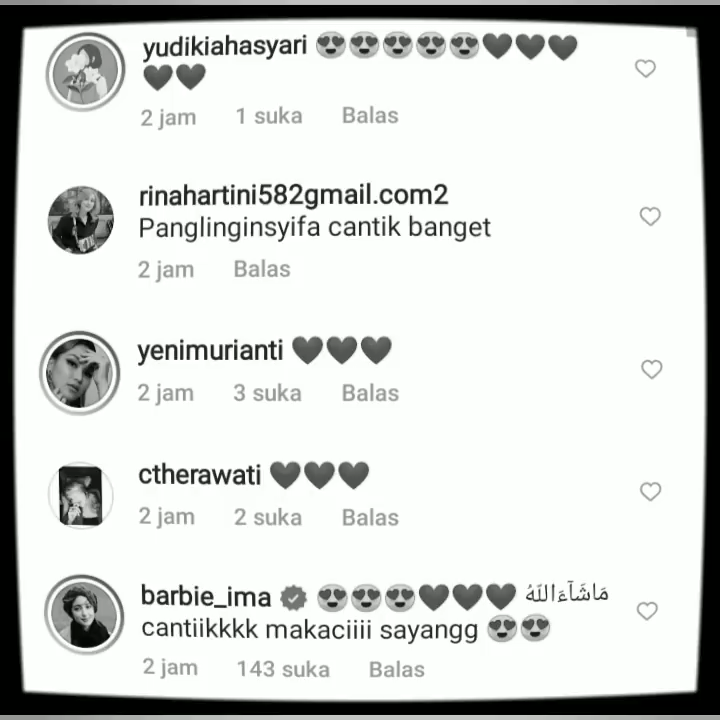 yudikiahasyari 😍😍😍😍😍🖤🖤🖤
🖤🖤
2 jam 1 suka Balas
rinahartini582gmail.com2
Panglinginsyifa cantik banget
2 jam Balas
yenimurianti 🖤🖤🖤
2 jam 3 suka Balas
ctherawati 🖤🖤🖤
2 jam 2 suka Balas
barbie_ima 😍😍😍🖤🖤🖤 مَاشَآءَاللّهُ
cantiikkkk makaciiii sayangg 😍😍
2 jam 143 suka Balas